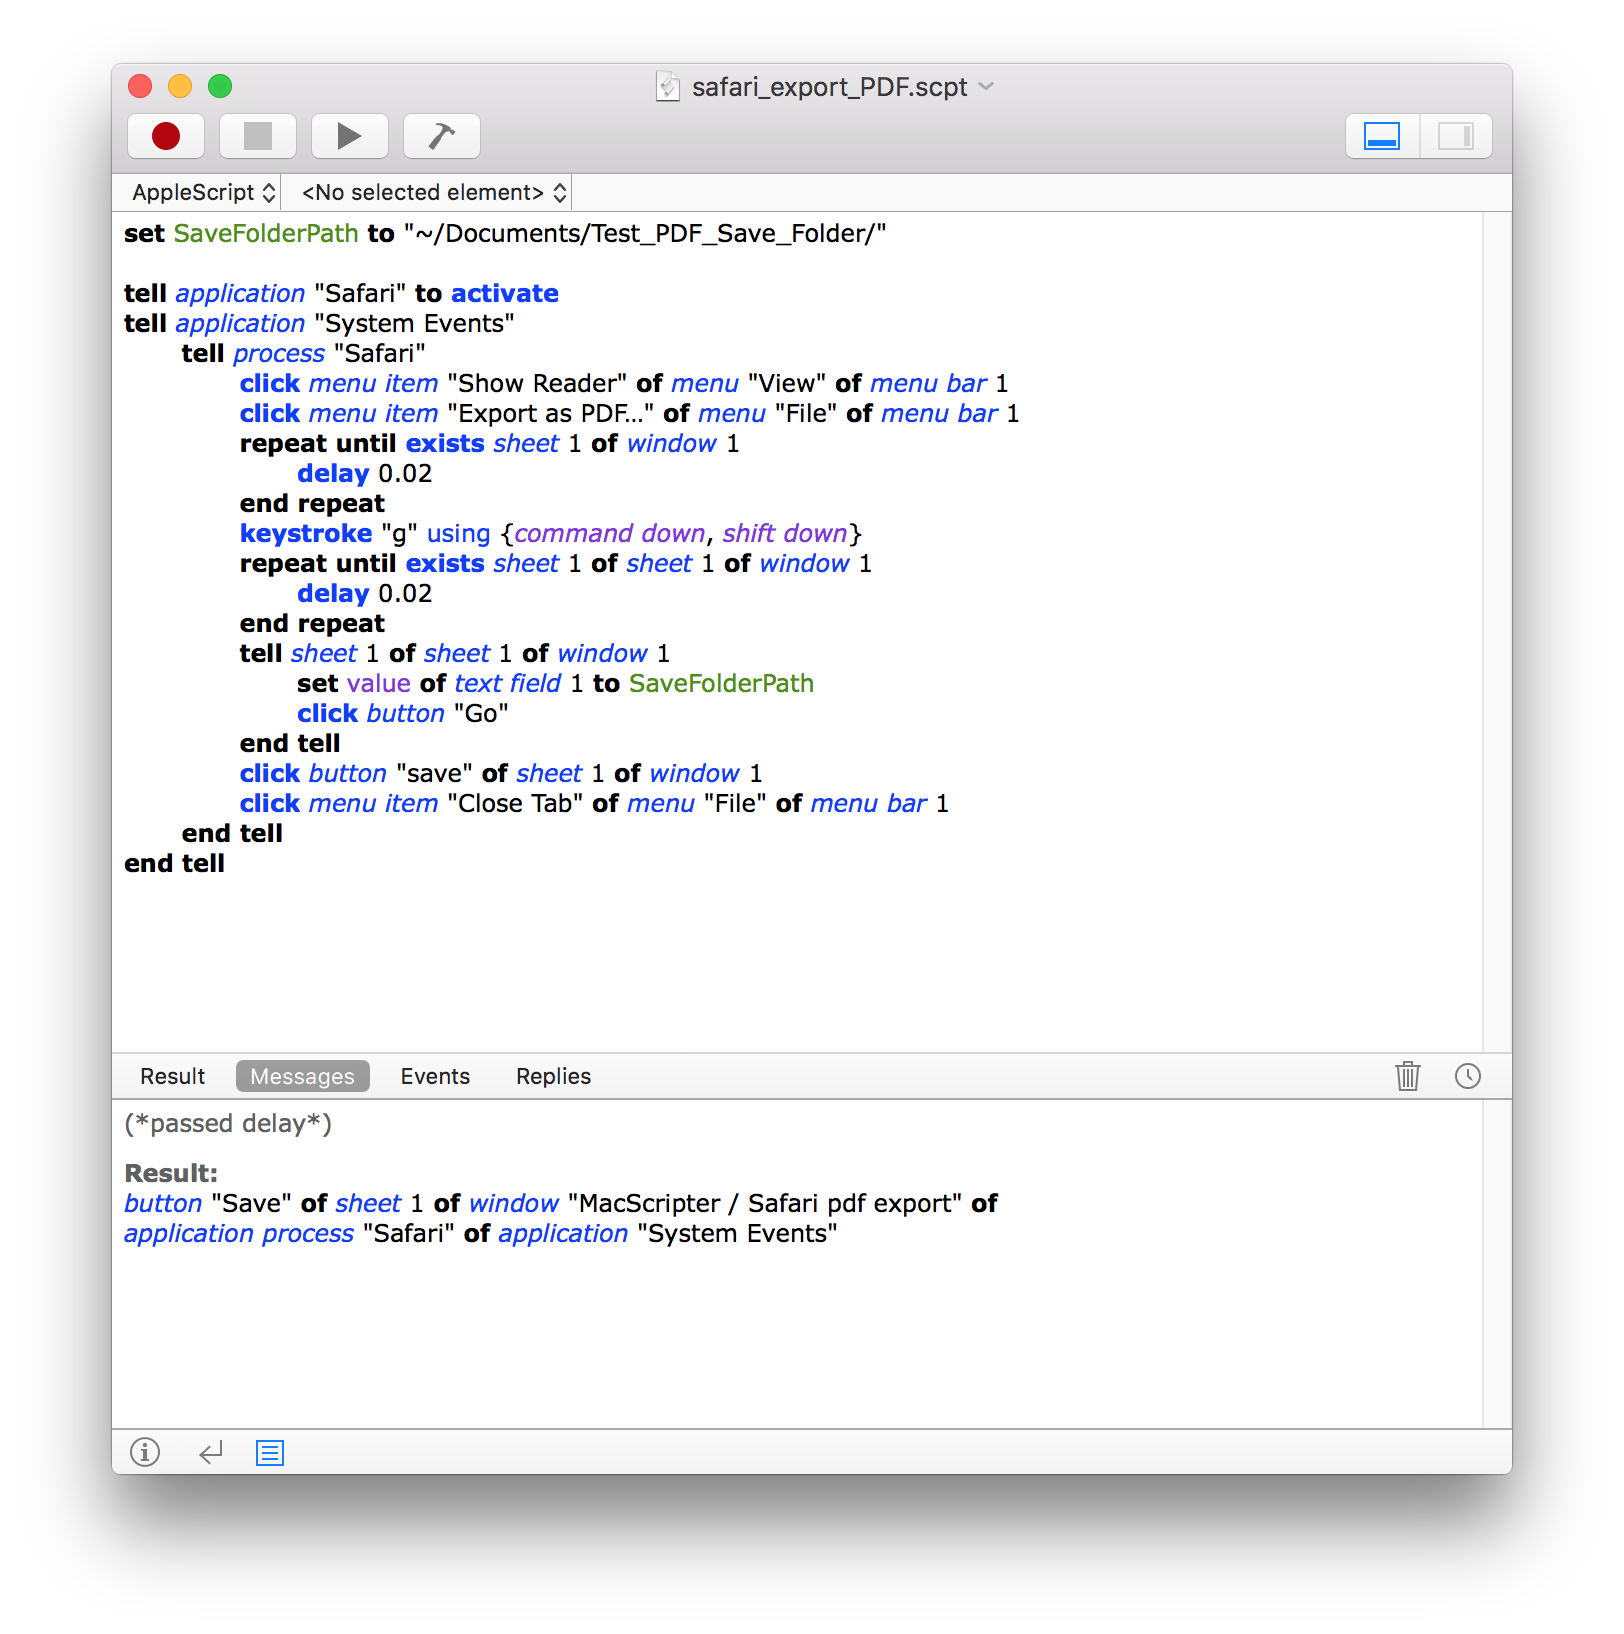 safari_export_PDF.scpt
AppleScript <No selected element>
set SaveFolderPath to "~/Documents/Test_PDF_Save_Folder/"
tell application "Safari" to activate
tell application "System Events"
tell process "Safari"
click menu item "Show Reader" of menu "View" of menu bar 1
click menu item "Export as PDF…" of menu "File" of menu bar 1
repeat until exists sheet 1 of window 1
delay 0.02
end repeat
keystroke "g" using {command down, shift down}
repeat until exists sheet 1 of sheet 1 of window 1
delay 0.02
end repeat
tell sheet 1 of sheet 1 of window 1
set value of text field 1 to SaveFolderPath
click button "Go"
end tell
click button "save" of sheet 1 of window 1
click menu item "Close Tab" of menu "File" of menu bar 1
end tell
end tell
Result Messages Events Replies
(*passed delay*)
Result:
button "Save" of sheet 1 of window "MacScripter / Safari pdf export" of
application process "Safari" of application "System Events"